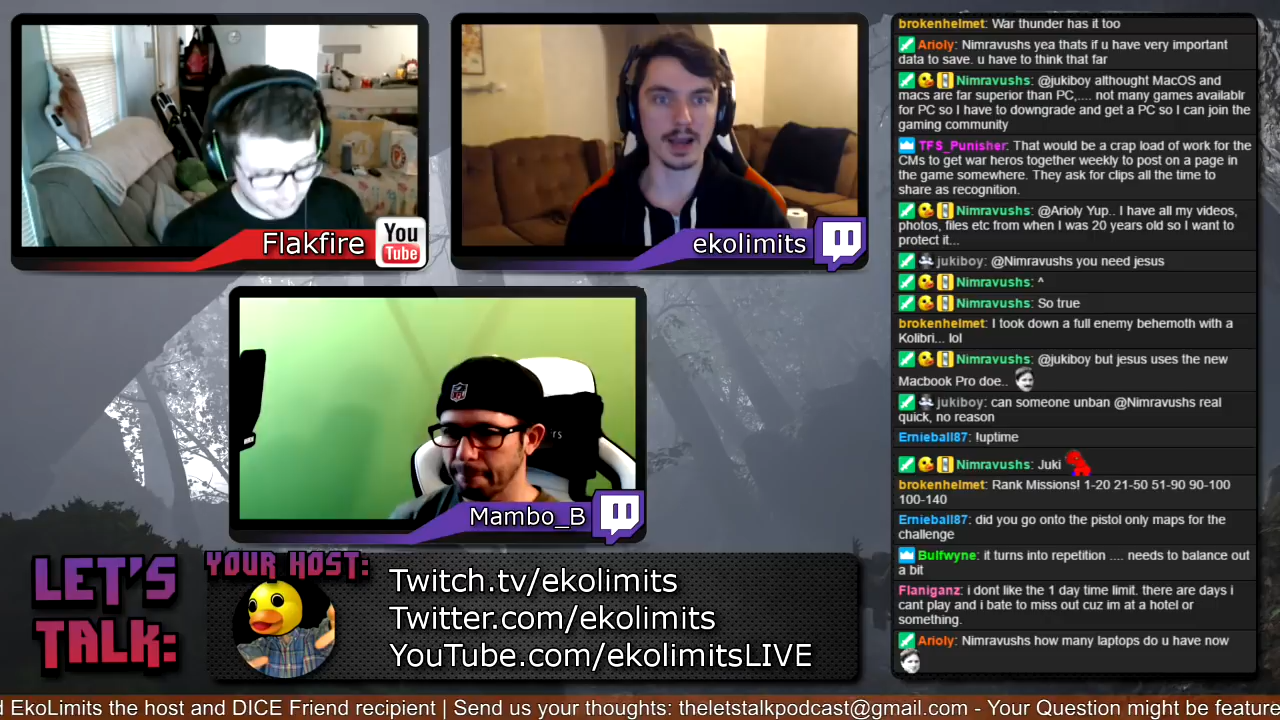 Flakfire
You
Tube
ekolimits
Mambo_B
LET'S
TALK:
YOUR HOST:
Twitch.tv/ekolimits
Twitter.com/ekolimits
YouTube.com/ekolimitsLIVE
brokenhelmet: War thunder has it too
Arioly: Nimravushs yea thats if u have very important
data to save. u have to think that far
Nimravushs: @jukiboy althought MacOS and
macs are far superior than PC,.... not many games availablr
for PC so I have to downgrade and get a PC so I can join the
gaming community
TFS_Punisher: That would be a crap load of work for the
CMs to get war heros together weekly to post on a page in
the game somewhere. They ask for clips all the time to
share as recognition.
Nimravushs: @Arioly Yup.. I have all my videos,
photos, files etc from when I was 20 years old so I want to
protect it...
jukiboy: @Nimravushs you need jesus
Nimravushs: ^
Nimravushs: So true
brokenhelmet: I took down a full enemy behemoth with a
Kolibri... lol
Nimravushs: @jukiboy but jesus uses the new
Macbook Pro doe..
jukiboy: can someone unban @Nimravushs real
quick, no reason
Ernieball87: !uptime
Nimravushs: Juki
brokenhelmet: Rank Missions! 1-20 21-50 51-90 90-100
100-140
Ernieball87: did you go onto the pistol only maps for the
challenge
Bulfwyne: it turns into repetition .... needs to balance out
a bit
Flaniganz: i dont like the 1 day time limit. there are days i
cant play and i bate to miss out cuz im at a hotel or
something.
Arioly: Nimravushs how many laptops do u have now
d EkoLimits the host and DICE Friend recipient | Send us your thoughts: theletstalkpodcast@gmail.com - Your Question might be feature